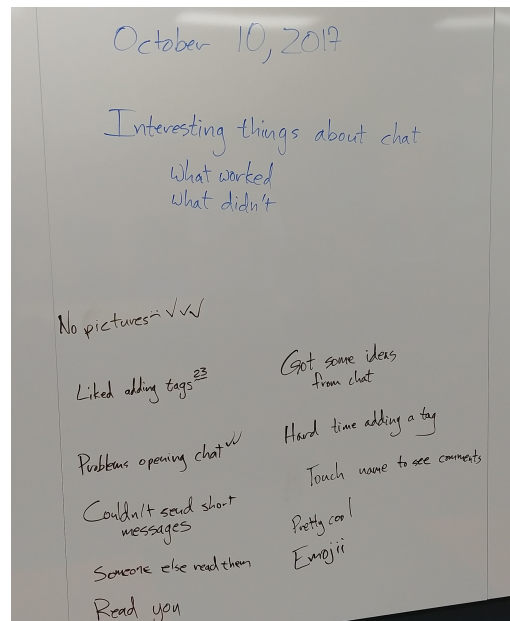 October 10, 2017
Interesting things about chat
What worked
What didn't
No pictures :( ✓✓✓
Liked adding tags 23
Problems opening chat ✓✓
Couldn't send short
messages
Someone else read them
Read you
Got some ideas
from chat
Hard time adding a tag
Touch name to see comments
Pretty cool
Emojii